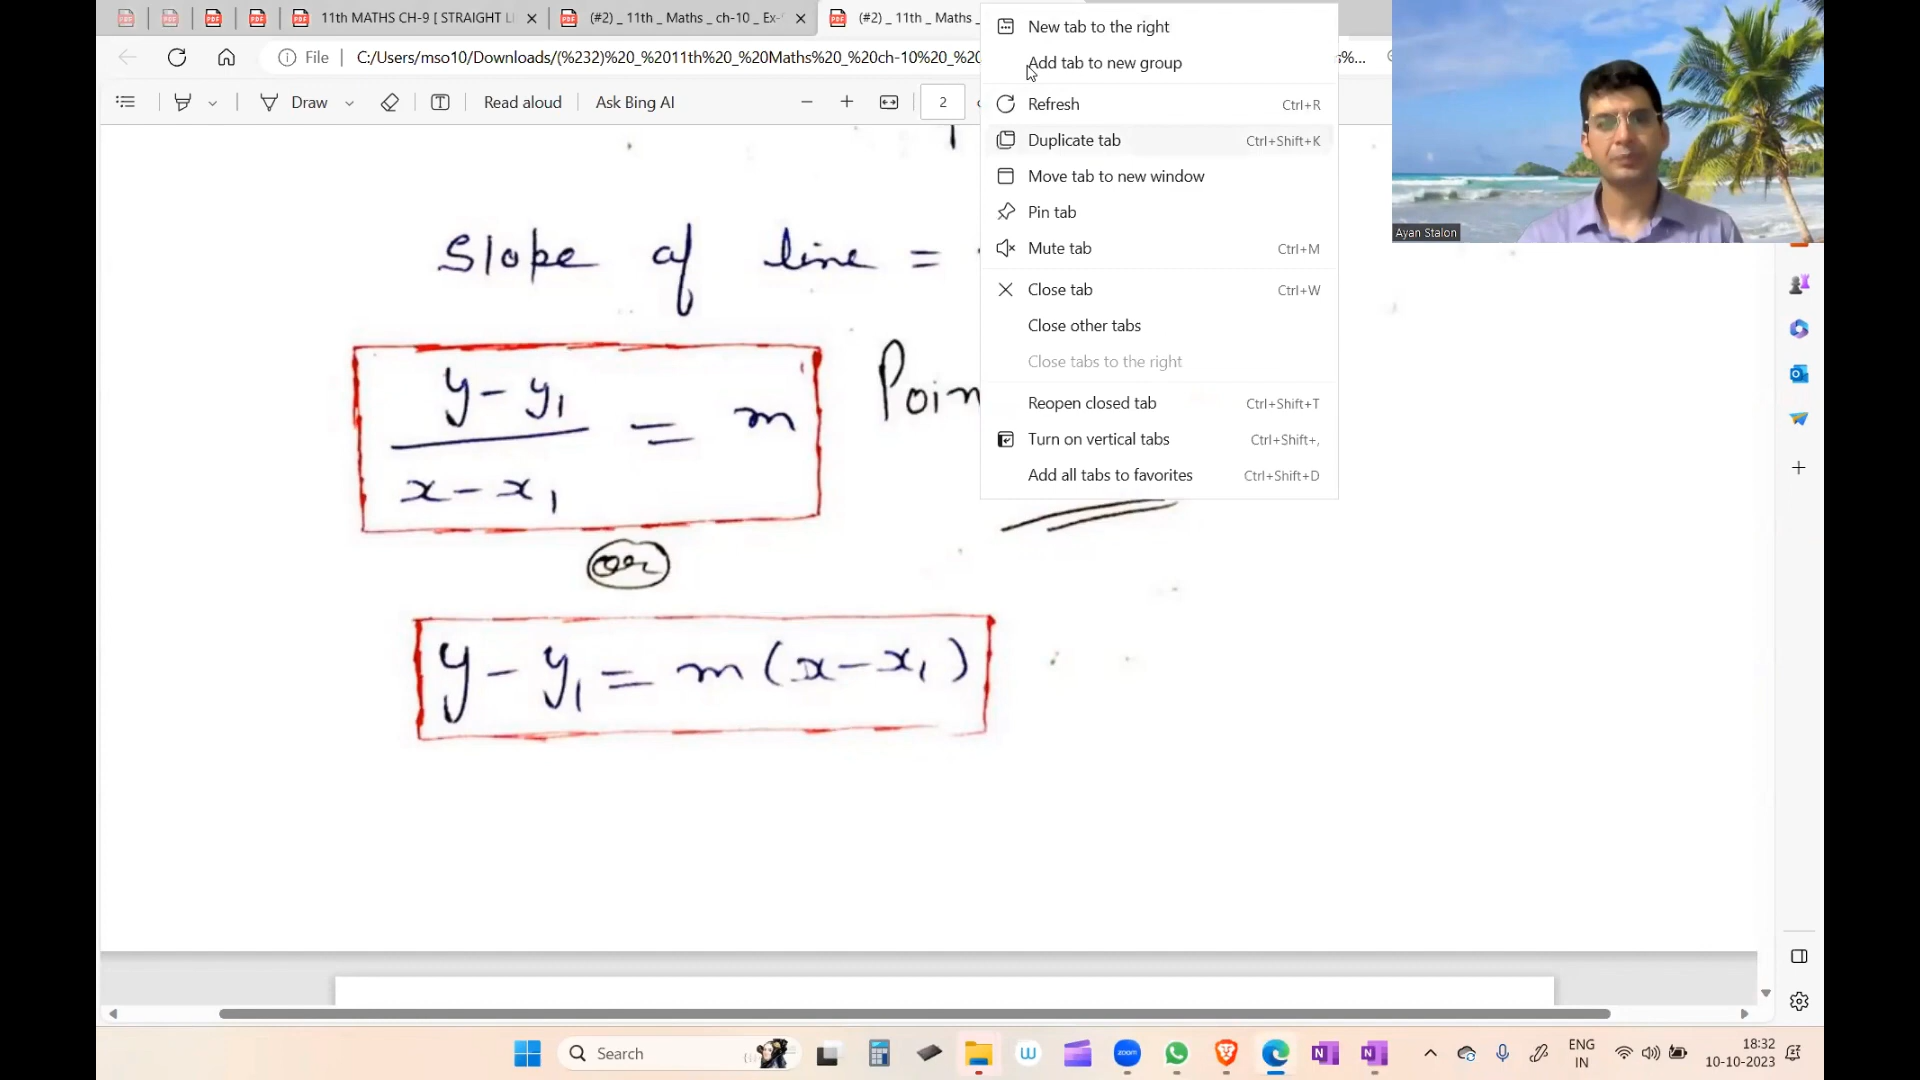 11th MATHS CH-9 [ STRAIGHT LI
(#2) _ 11th _ Maths _ ch-10 _ Ex-
(#2) _ 11th _ Maths _
File
C:/Users/mso10/Downloads/(%232)%20_%2011th%20_%20Maths%20_%20ch-10%20_%20
Draw
Read aloud
Ask Bing AI
2
New tab to the right
Add tab to new group
Refresh Ctrl+R
Duplicate tab Ctrl+Shift+K
Move tab to new window
Pin tab
Mute tab Ctrl+M
Close tab Ctrl+W
Close other tabs
Close tabs to the right
Reopen closed tab Ctrl+Shift+T
Turn on vertical tabs Ctrl+Shift+,
Add all tabs to favorites Ctrl+Shift+D
Ayan Stalon
Slope of line =
y - y₁
= m
x - x₁
Poin
or
y - y₁ = m (x - x₁)
Search
zoom
ENG
IN
18:32
10-10-2023